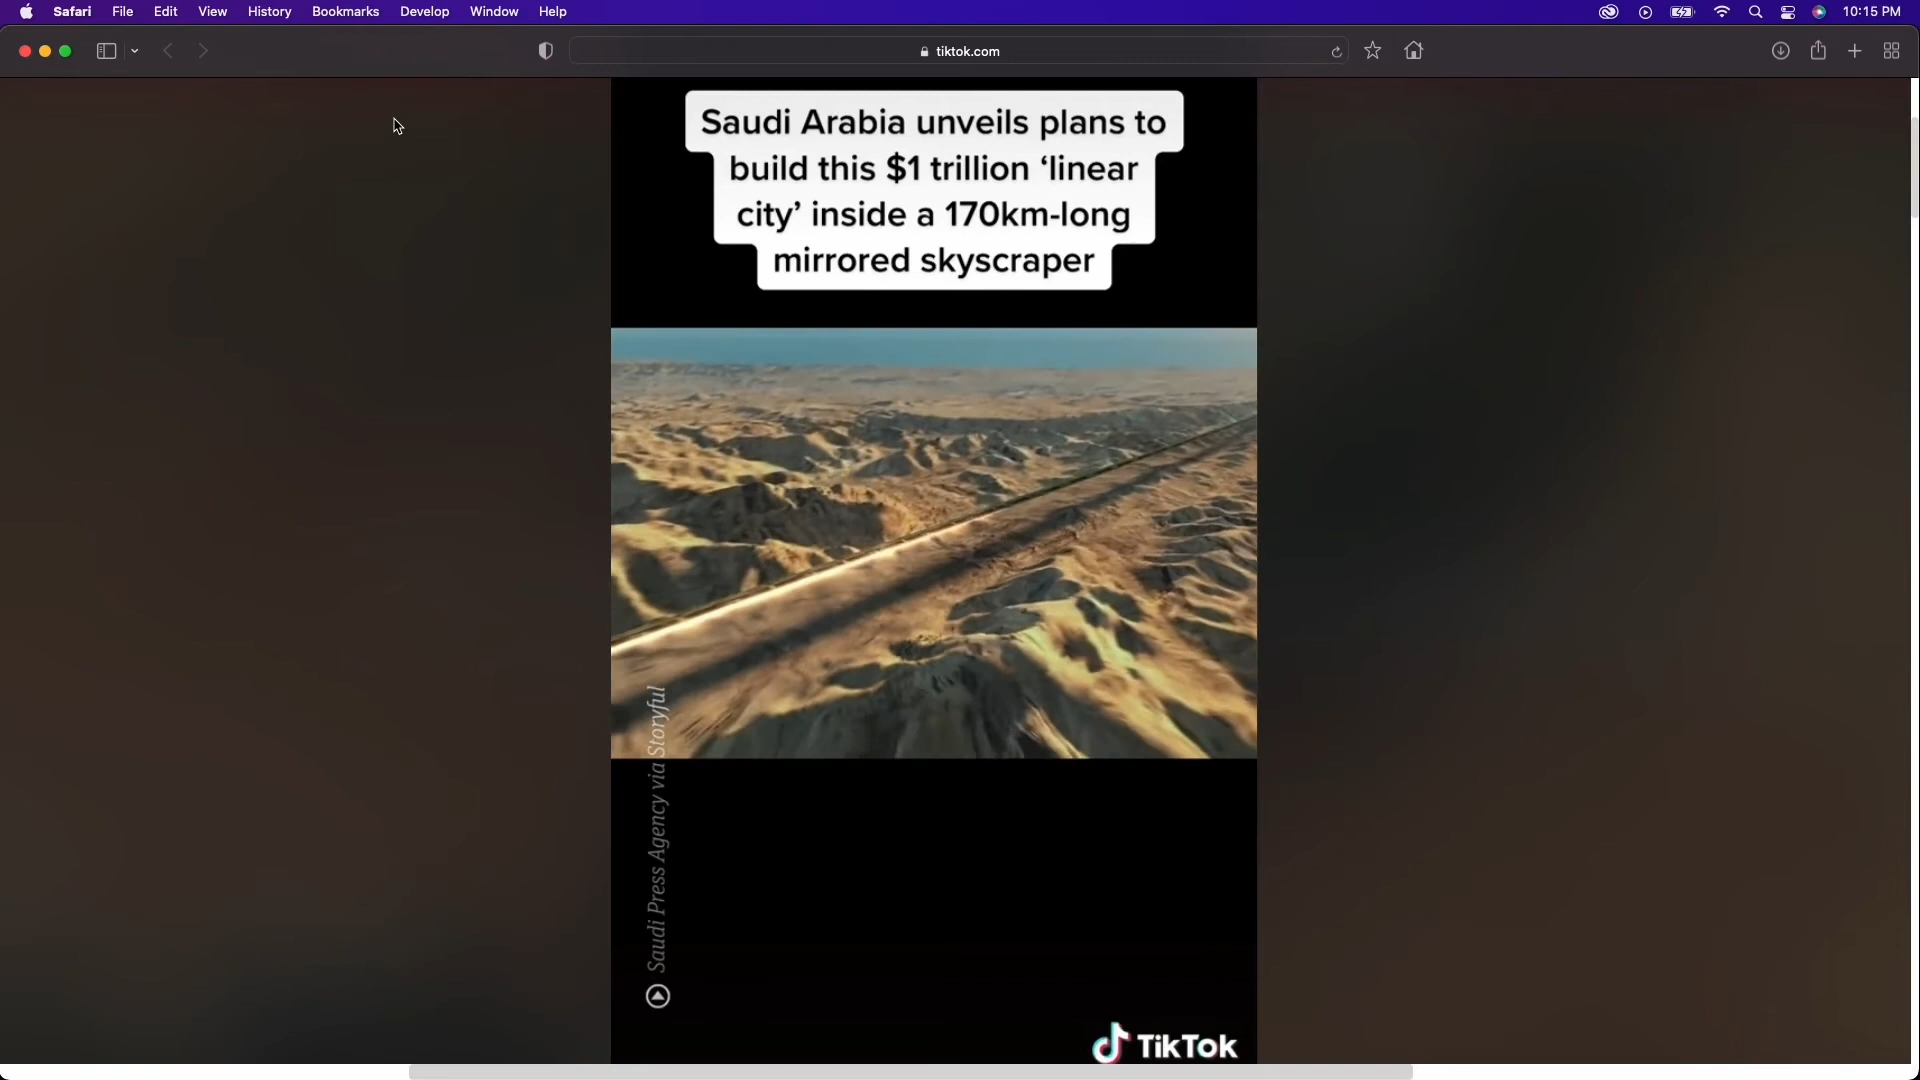 Safari File Edit View History Bookmarks Develop Window Help 10:15 PM
tiktok.com
Saudi Arabia unveils plans to
build this $1 trillion ‘linear
city’ inside a 170km-long
mirrored skyscraper
Saudi Press Agency via Storyful
TikTok